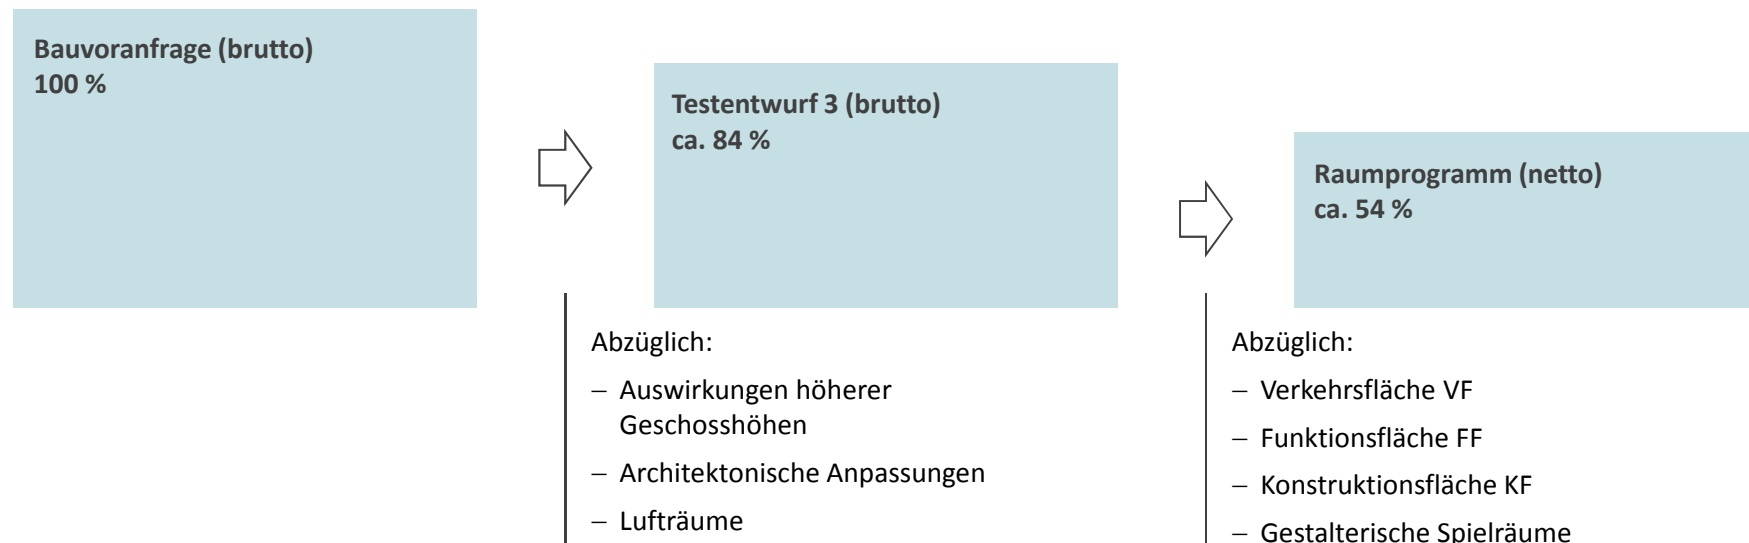 Bauvoranfrage (brutto)
100 %
Testentwurf 3 (brutto)
ca. 84 %
Raumprogramm (netto)
ca. 54 %
Abzüglich:
– Auswirkungen höherer
Geschosshöhen
– Architektonische Anpassungen
– Lufträume
Abzüglich:
– Verkehrsfläche VF
– Funktionsfläche FF
– Konstruktionsfläche KF
– Gestalterische Spielräume